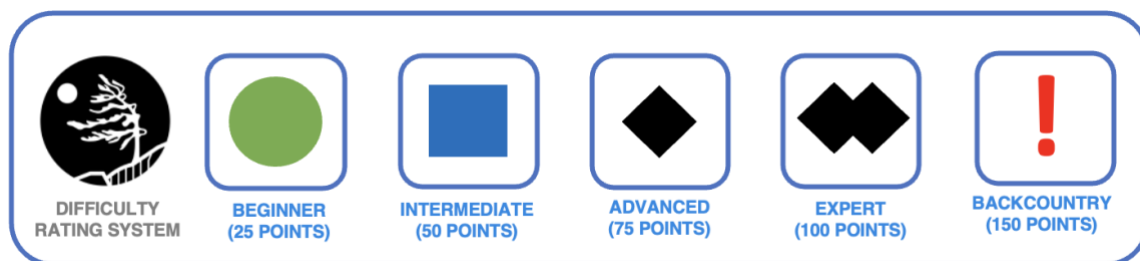 DIFFICULTY
RATING SYSTEM
BEGINNER
(25 POINTS)
INTERMEDIATE
(50 POINTS)
ADVANCED
(75 POINTS)
EXPERT
(100 POINTS)
!
BACKCOUNTRY
(150 POINTS)